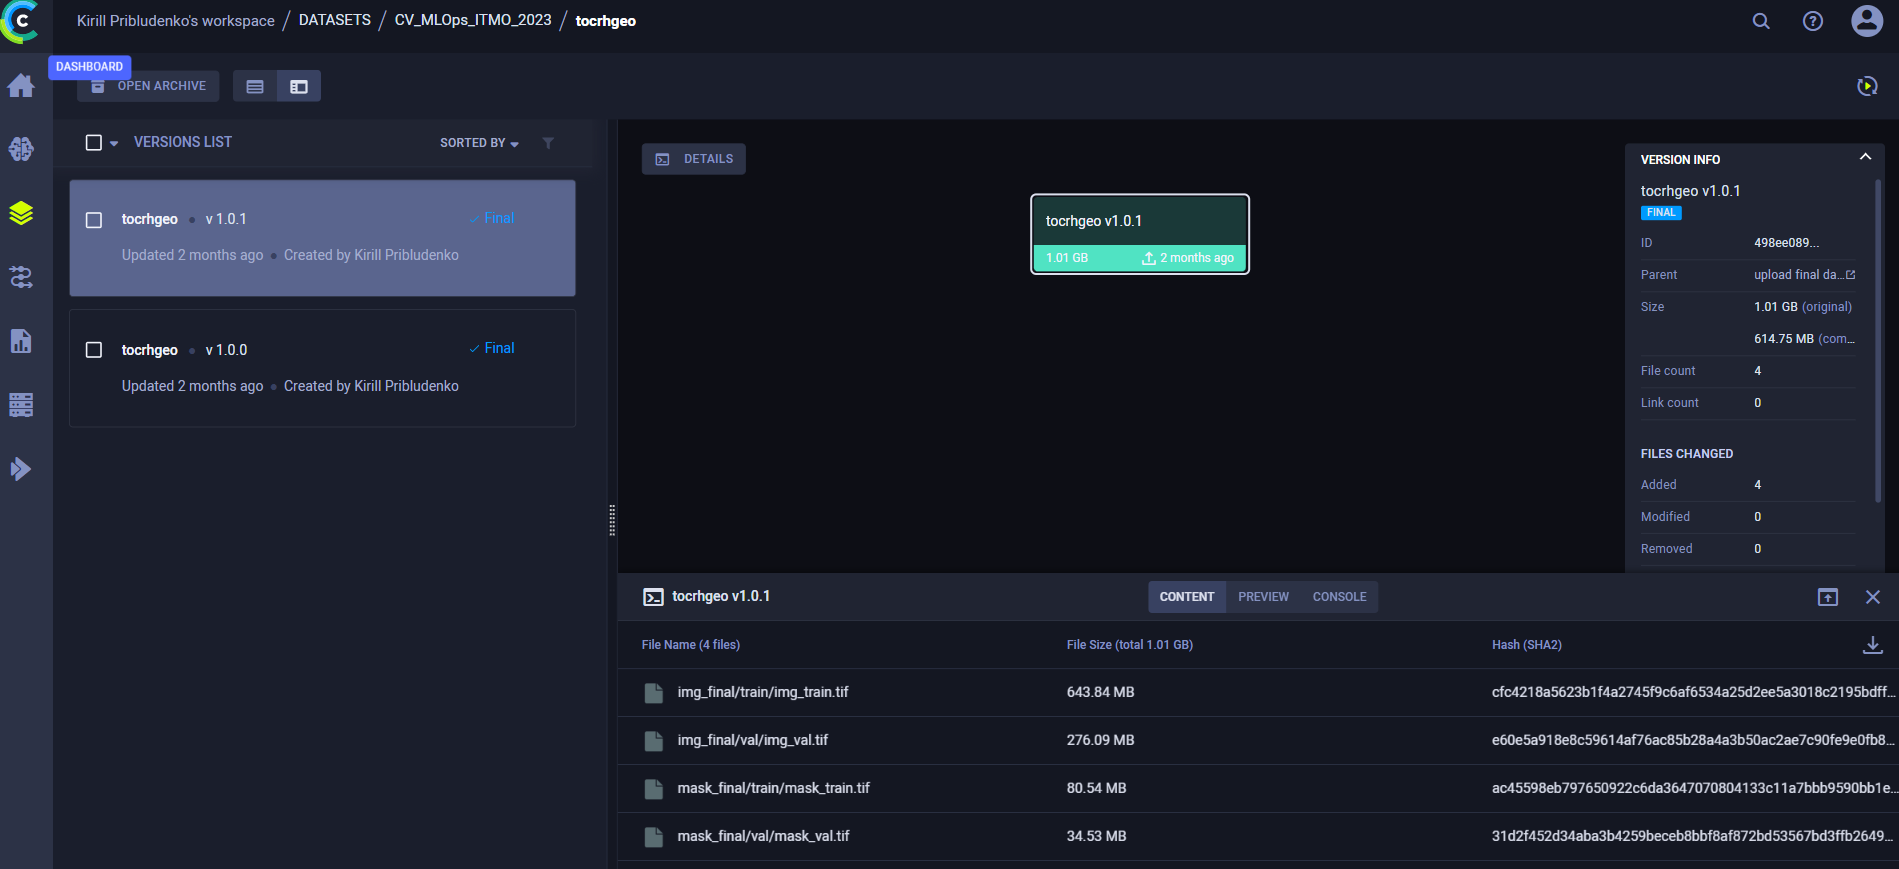 Kirill Pribludenko's workspace / DATASETS / CV_MLOps_ITMO_2023 / tocrhgeo
DASHBOARD
OPEN ARCHIVE
VERSIONS LIST
SORTED BY
tocrhgeo v 1.0.1
Final
Updated 2 months ago Created by Kirill Pribludenko
tocrhgeo v 1.0.0
Final
Updated 2 months ago Created by Kirill Pribludenko
DETAILS
tocrhgeo v1.0.1
1.01 GB 2 months ago
VERSION INFO
tocrhgeo v1.0.1
FINAL
ID 498ee089...
Parent upload final da...
Size 1.01 GB (original)
614.75 MB (com...
File count 4
Link count 0
FILES CHANGED
Added 4
Modified 0
Removed 0
tocrhgeo v1.0.1
CONTENT PREVIEW CONSOLE
File Name (4 files) File Size (total 1.01 GB) Hash (SHA2)
img_final/train/img_train.tif 643.84 MB cfc4218a5623b1f4a2745f9c6af6534a25d2ee5a3018c2195bdff...
img_final/val/img_val.tif 276.09 MB e60e5a918e8c59614af76ac85b28a4a3b50ac2ae7c90fe9e0fb8...
mask_final/train/mask_train.tif 80.54 MB ac45598eb797650922c6da3647070804133c11a7bbb9590bb1e...
mask_final/val/mask_val.tif 34.53 MB 31d2f452d34aba3b4259beceb8bbf8af872bd53567bd3ffb2649...